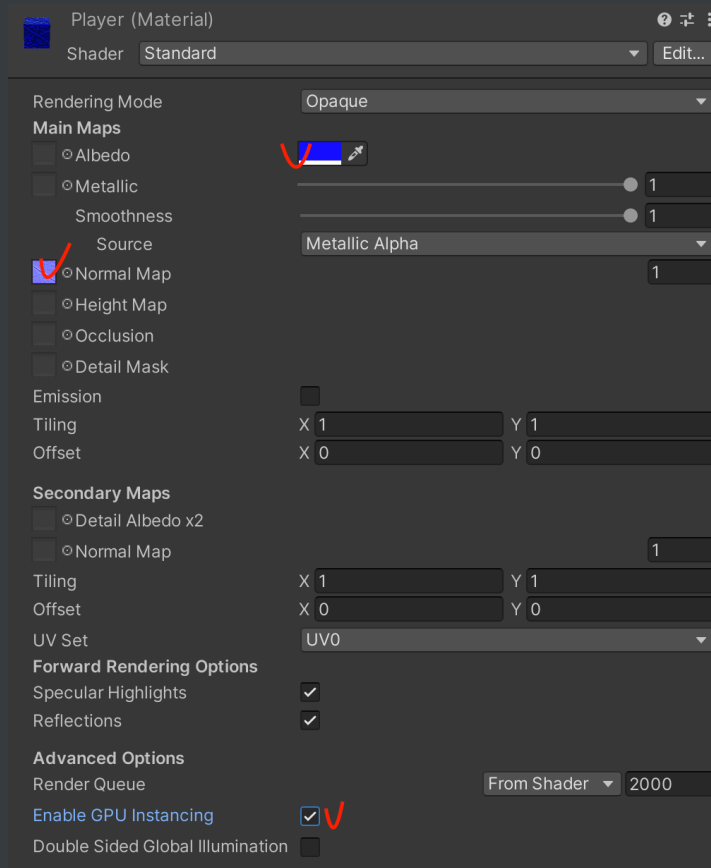 Player (Material)
Shader Standard Edit...
Rendering Mode Opaque
Main Maps
Albedo
Metallic 1
Smoothness 1
Source Metallic Alpha
Normal Map 1
Height Map
Occlusion
Detail Mask
Emission
Tiling X 1 Y 1
Offset X 0 Y 0
Secondary Maps
Detail Albedo x2
Normal Map 1
Tiling X 1 Y 1
Offset X 0 Y 0
UV Set UV0
Forward Rendering Options
Specular Highlights
Reflections
Advanced Options
Render Queue From Shader 2000
Enable GPU Instancing
Double Sided Global Illumination